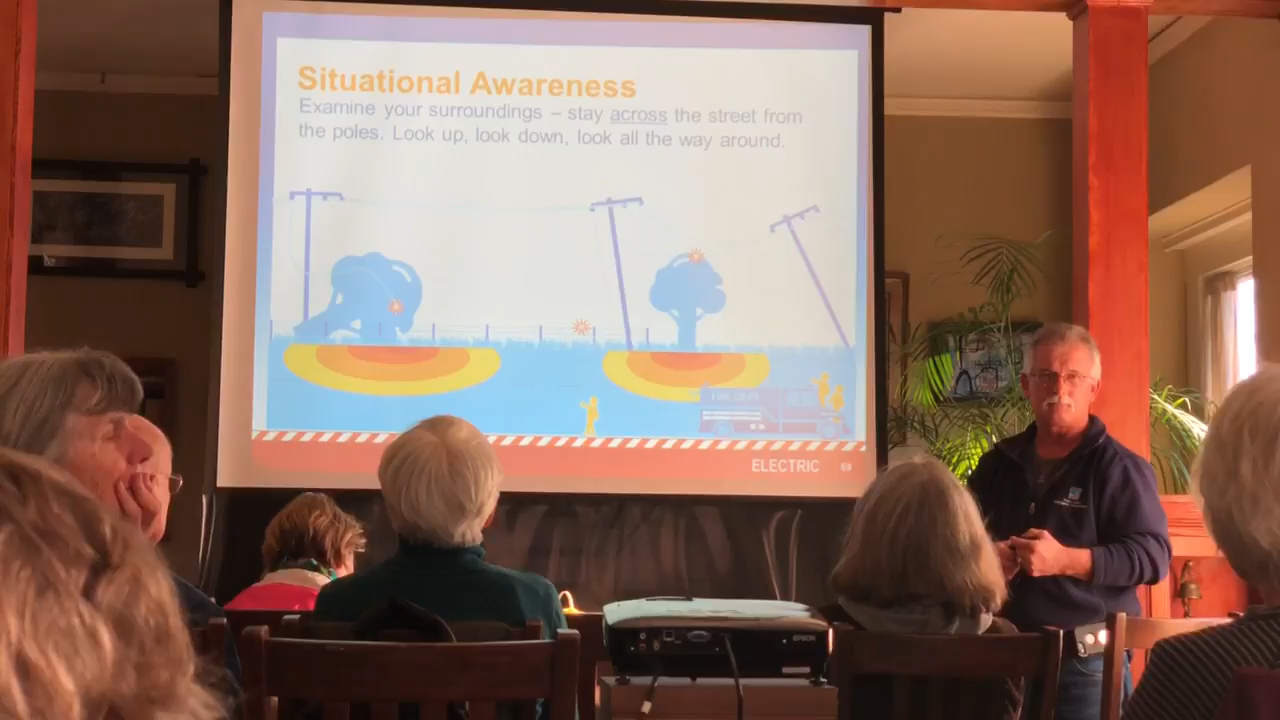 Situational Awareness
Examine your surroundings – stay across the street from
the poles. Look up, look down, look all the way around.
FIRE DEPT
ELECTRIC
EPSON